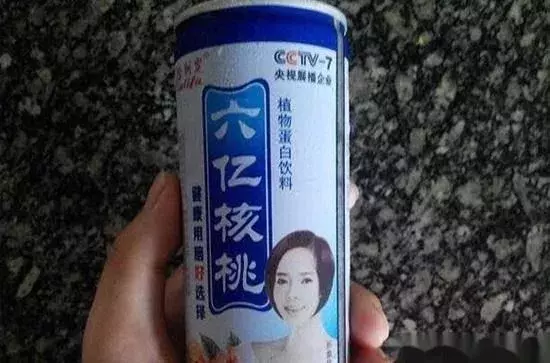 CCTV-7
央视展播企业
植物蛋白饮料
六亿核桃
健康用脑好选择